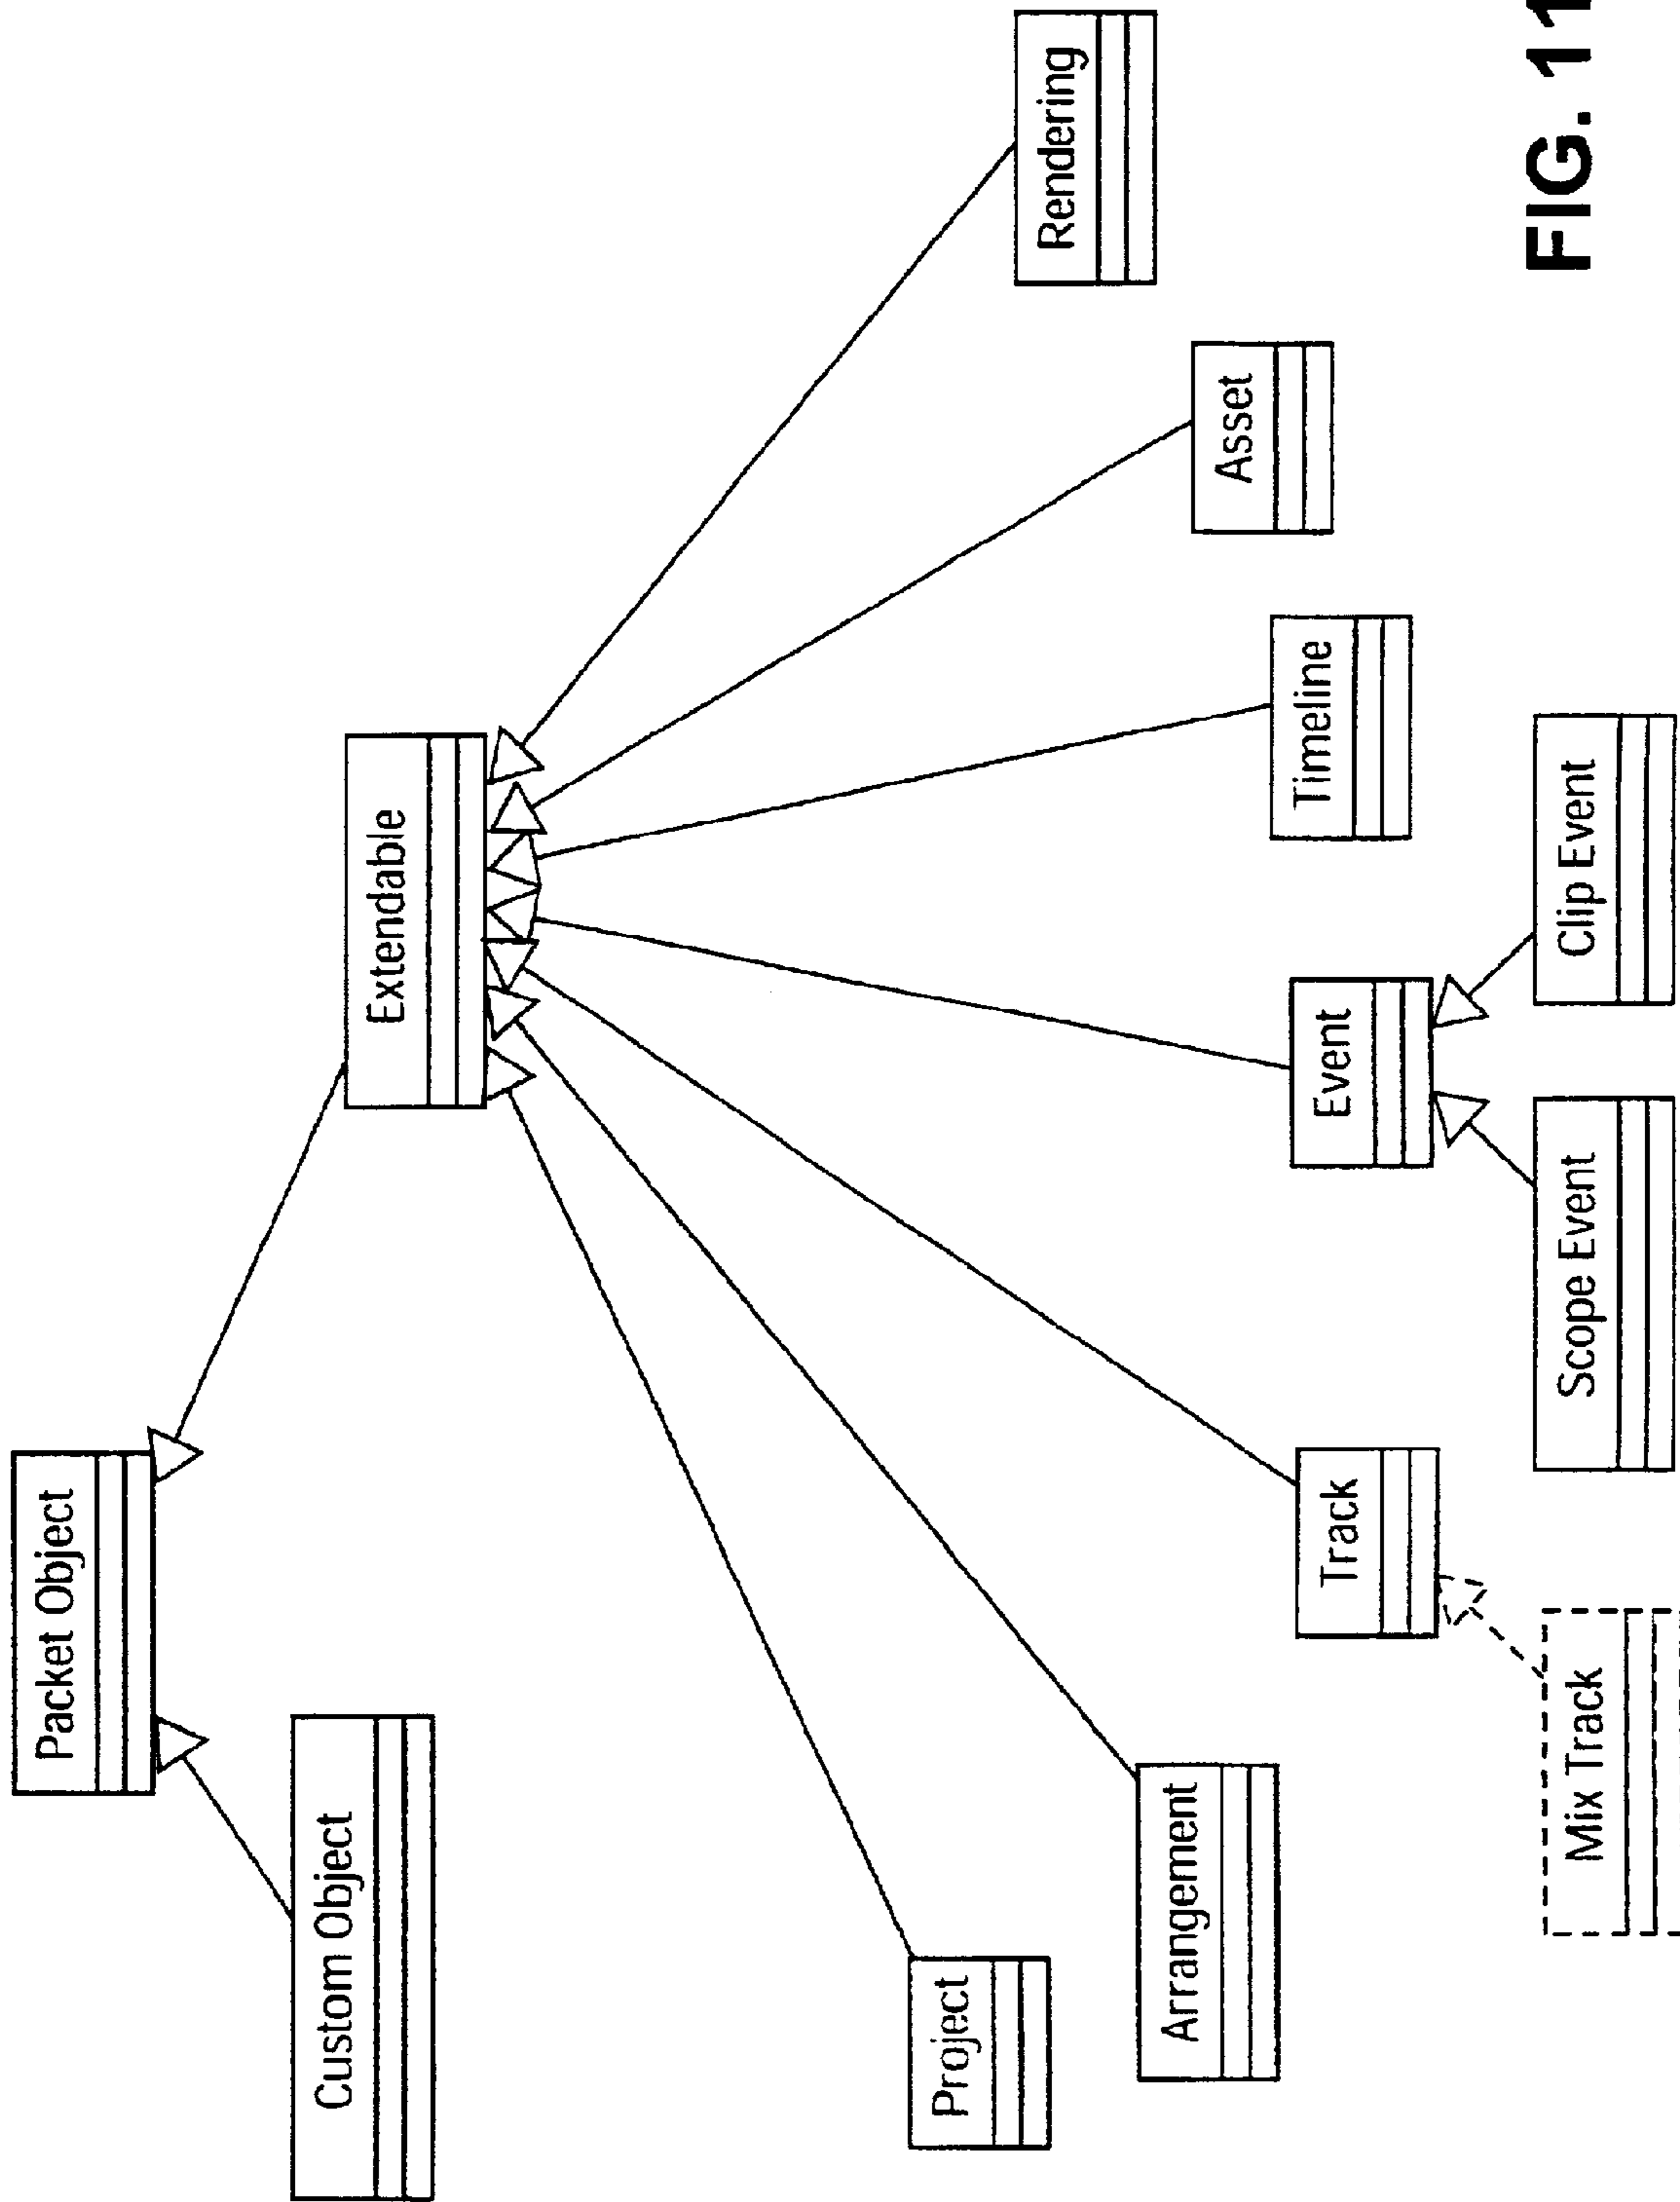 Packet Object
Custom Object
Extendable
Project
Arrangement
Track
Event
Timeline
Asset
Rendering
Mix Track
Scope Event
Clip Event
FIG. 11